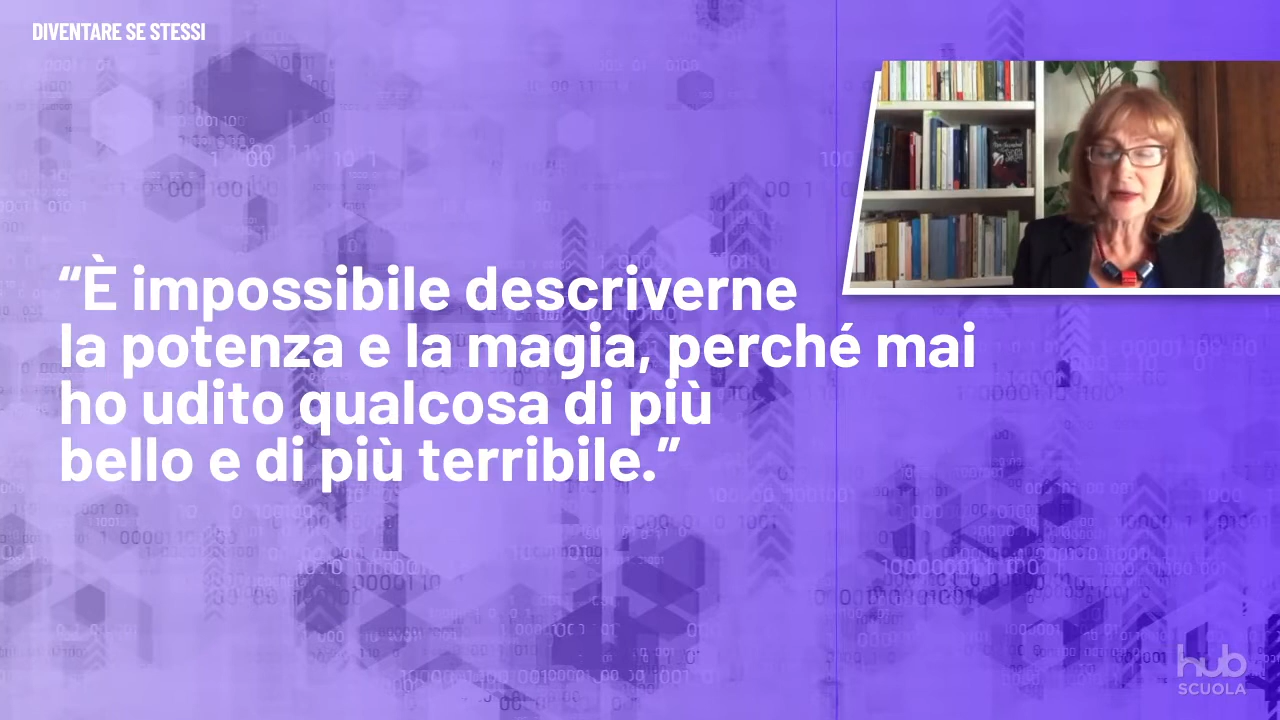 DIVENTARE SE STESSI
“È impossibile descriverne
la potenza e la magia, perché mai
ho udito qualcosa di più
bello e di più terribile.”
hub
SCUOLA